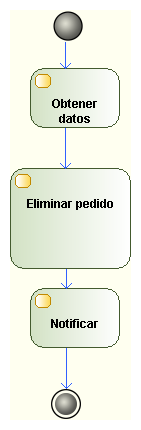 Obtener
datos
Eliminar pedido
Notificar